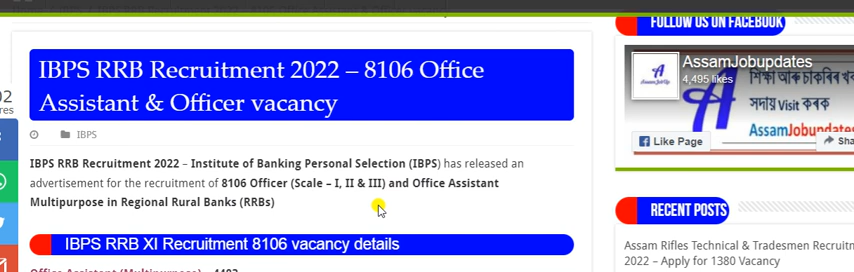 IBPS RRB Recruitment 2022 – 8106 Office
Assistant & Officer vacancy
IBPS
IBPS RRB Recruitment 2022 – Institute of Banking Personal Selection (IBPS) has released an
advertisement for the recruitment of 8106 Officer (Scale – I, II & III) and Office Assistant
Multipurpose in Regional Rural Banks (RRBs)
IBPS RRB XI Recruitment 8106 vacancy details
FOLLOW US ON FACEBOOK
AssamJobupdates
4,495 likes
শিক্ষা আৰু চাকৰিৰ
সদায় Visit কৰক
AssamJobupdates
Like Page
Sha
RECENT POSTS
Assam Rifles Technical & Tradesmen Recruitm
2022 – Apply for 1380 Vacancy